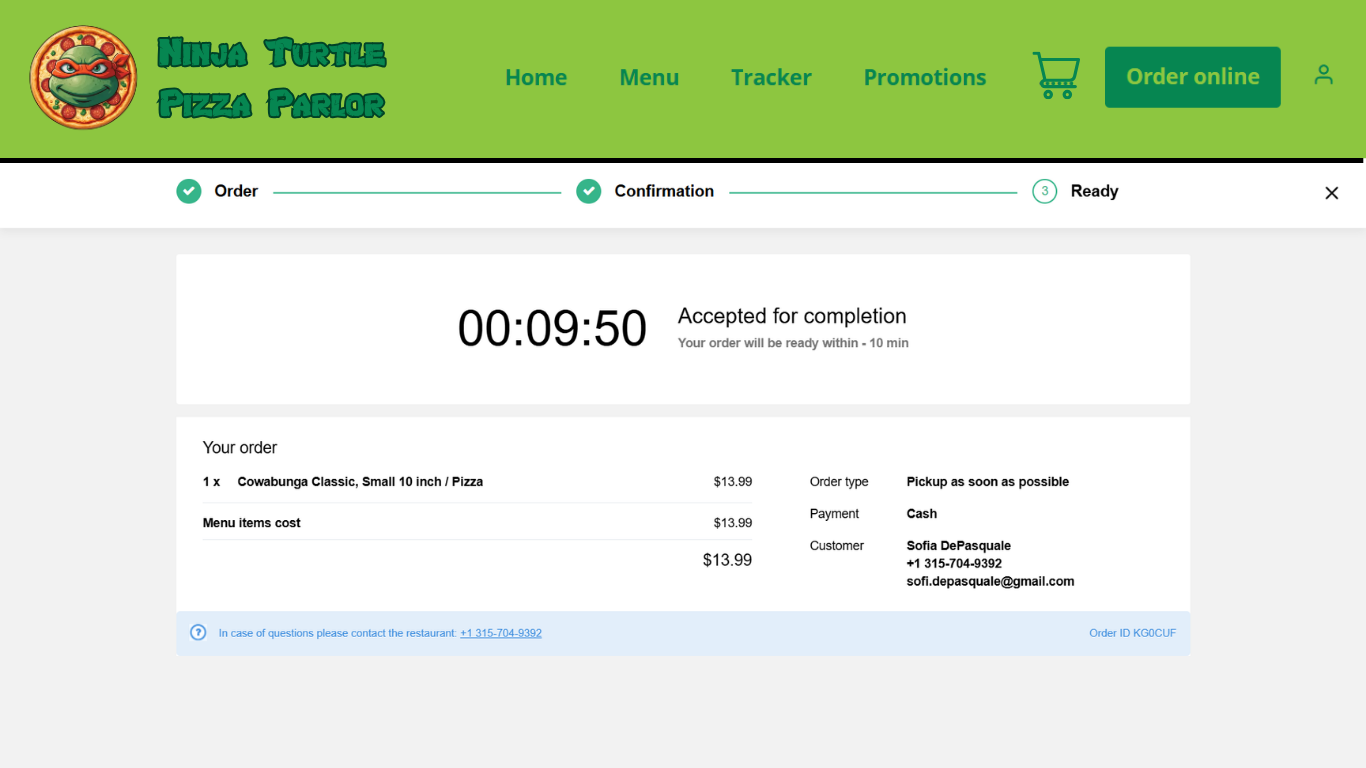 Ninja Turtle
Pizza Parlor
Home
Menu
Tracker
Promotions
Order online
Order
Confirmation
3
Ready
00:09:50
Accepted for completion
Your order will be ready within - 10 min
Your order
1 x Cowabunga Classic, Small 10 inch / Pizza $13.99
Menu items cost $13.99
$13.99
Order type Pickup as soon as possible
Payment Cash
Customer Sofia DePasquale
+1 315-704-9392
sofi.depasquale@gmail.com
? In case of questions please contact the restaurant: +1 315-704-9392
Order ID KG0CUF